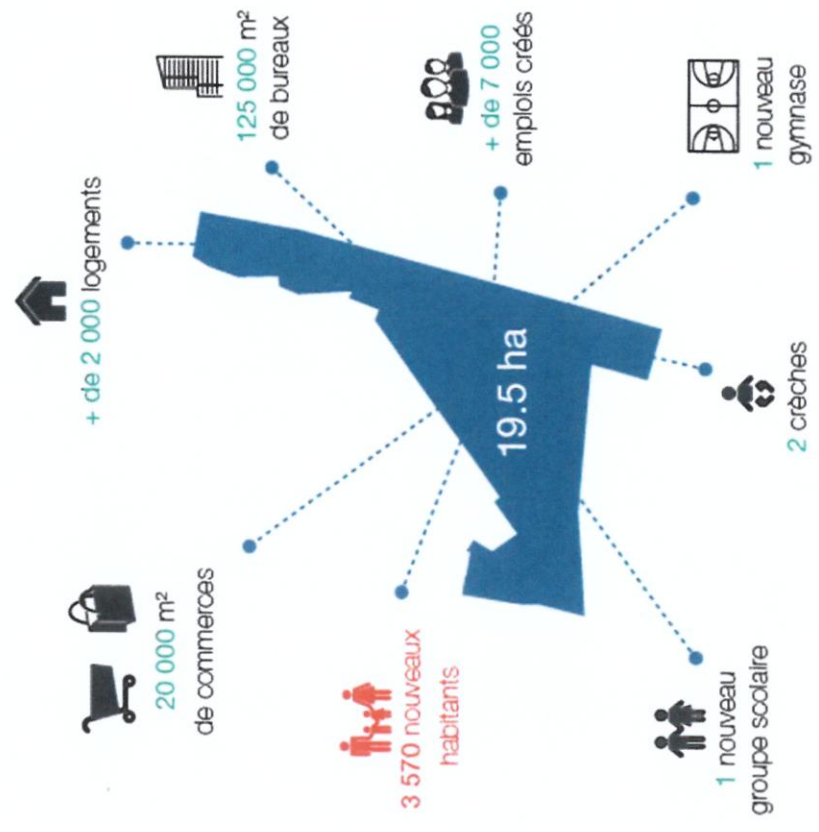 20 000 m²
de commerces
+ de 2 000 logements
125 000 m²
de bureaux
3 570 nouveaux
habitants
19.5 ha
+ de 7 000
emplois créés
1 nouveau
groupe scolaire
2 crèches
1 nouveau
gymnase